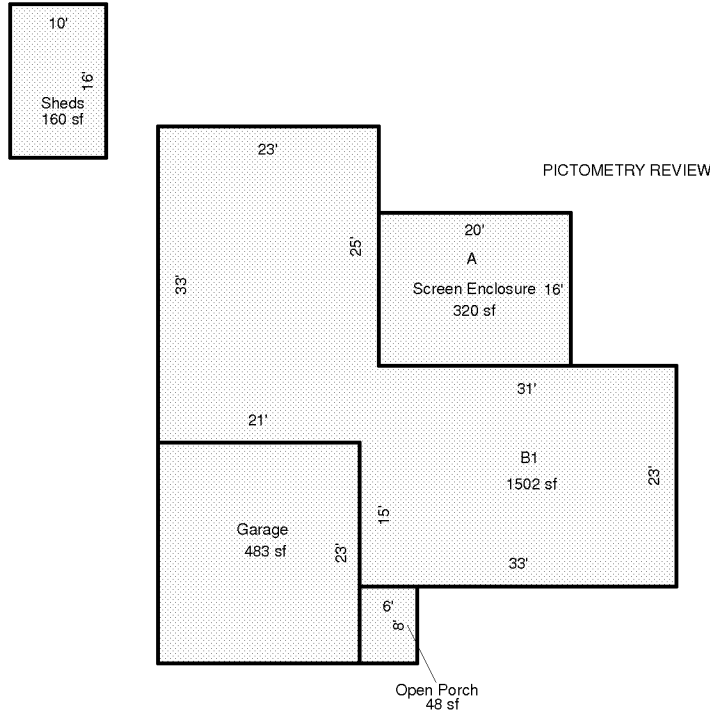 10'
16'
Sheds
160 sf
23'
PICTOMETRY REVIEW
25'
33'
20'
A
Screen Enclosure 16'
320 sf
31'
21'
B1
1502 sf
23'
15'
Garage
483 sf
23'
33'
6'
8'
Open Porch
48 sf